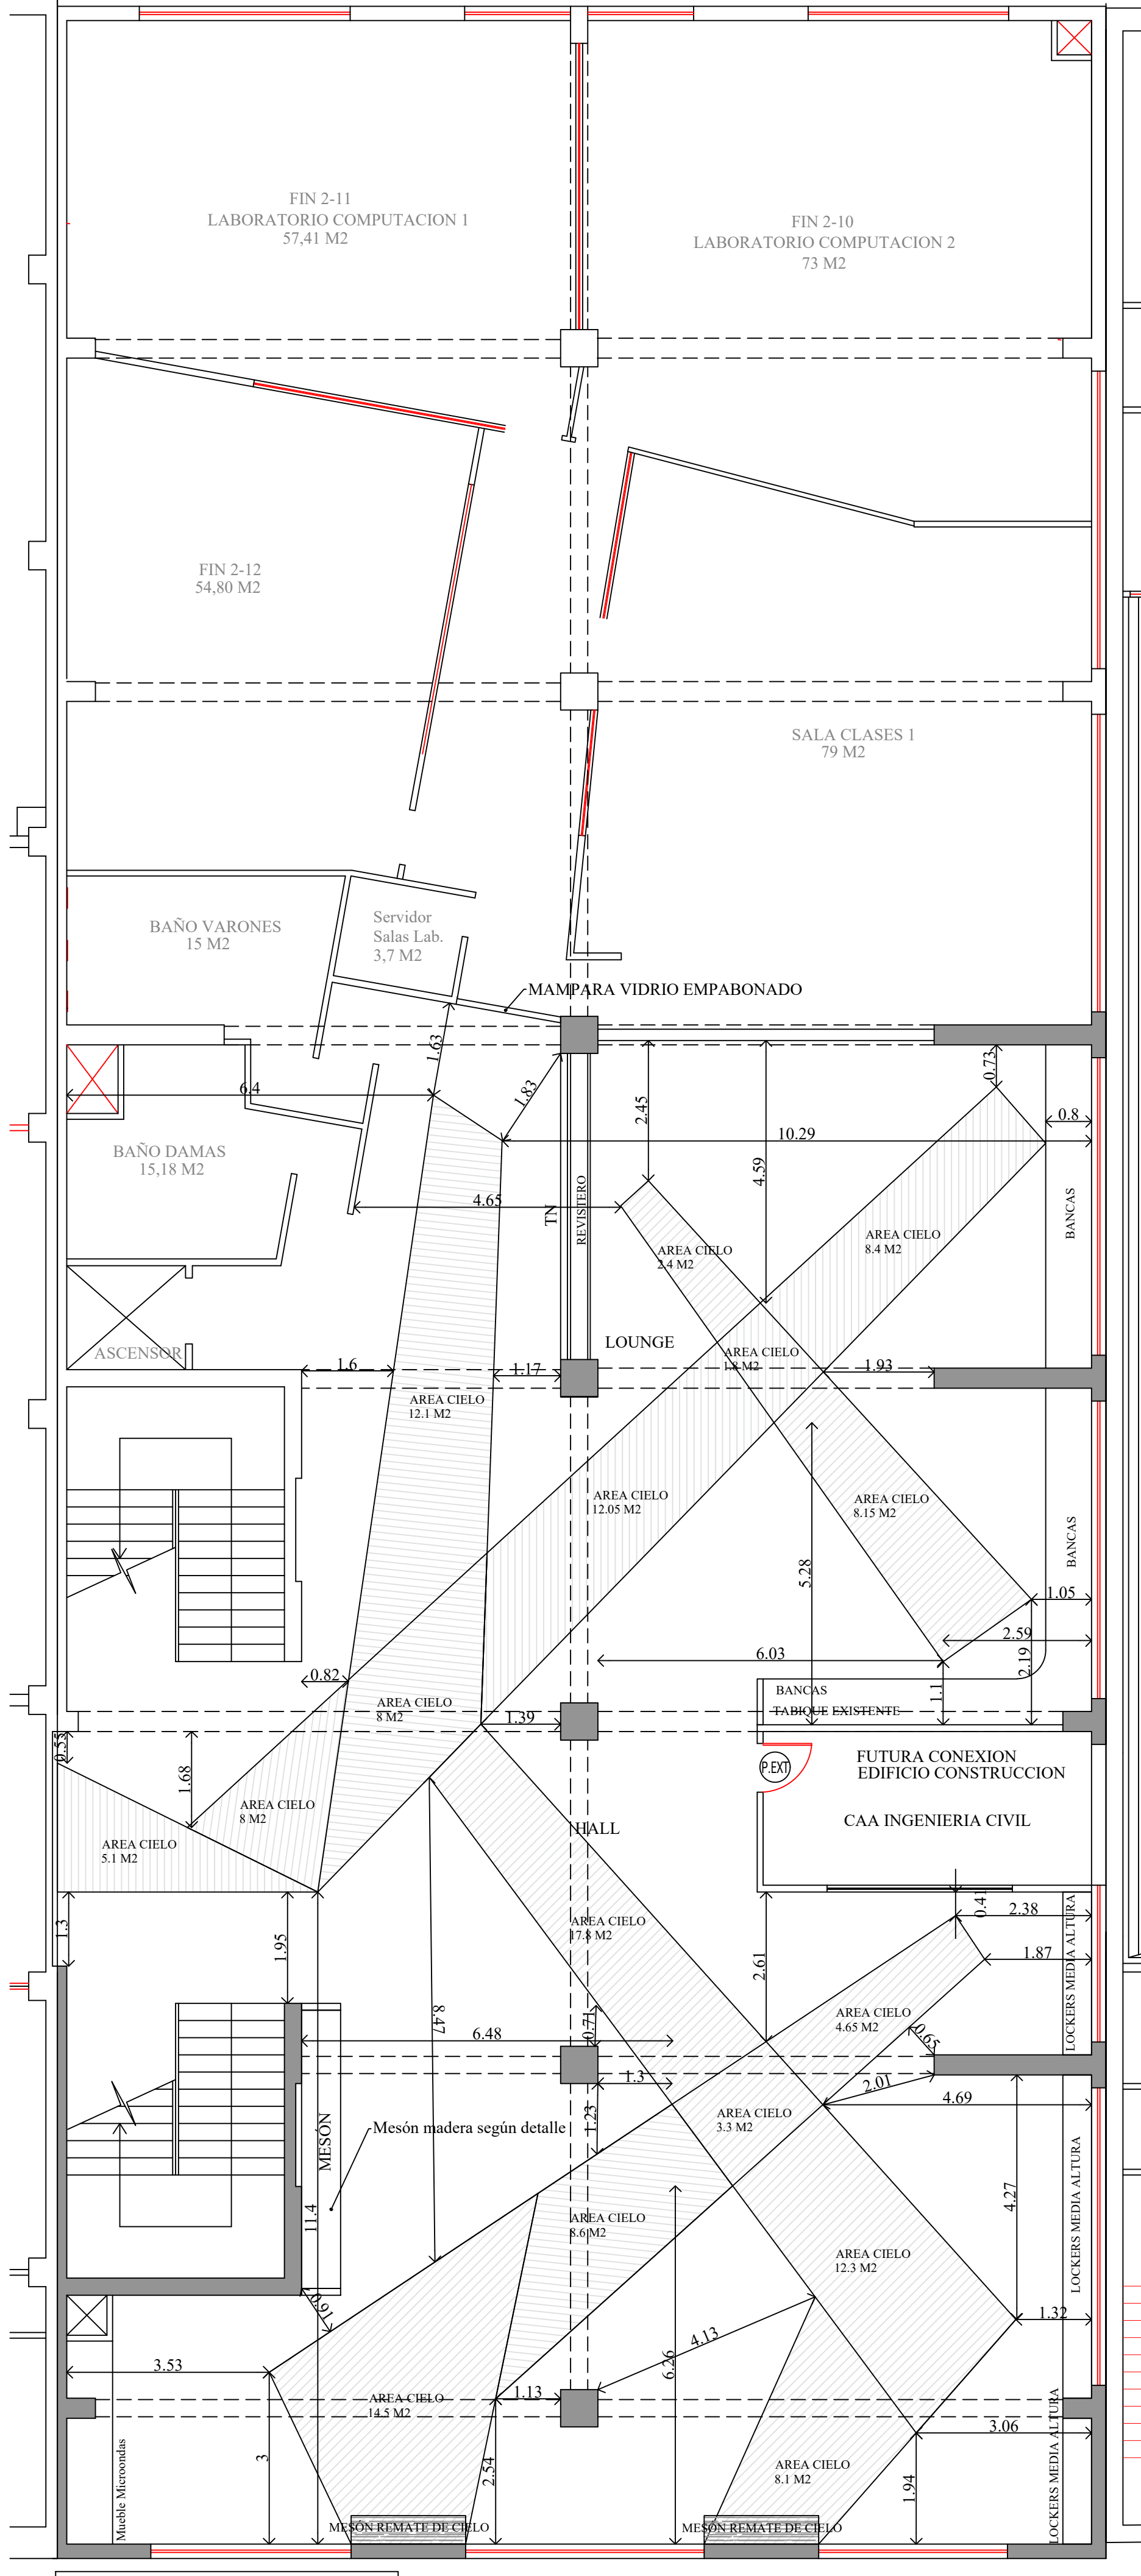 FIN 2-11
LABORATORIO COMPUTACION 1
57,41 M2
FIN 2-10
LABORATORIO COMPUTACION 2
73 M2
FIN 2-12
54,80 M2
SALA CLASES 1
79 M2
BAÑO VARONES
15 M2
Servidor
Salas Lab.
3,7 M2
MAMPARA VIDRIO EMPABONADO
1.63
1.83
6.4
2.45
4.59
0.73
0.8
10.29
BAÑO DAMAS
15,18 M2
4.65
TN
REVISTERO
BANCAS
AREA CIELO
2.4 M2
AREA CIELO
8.4 M2
LOUNGE
ASCENSOR
AREA CIELO
1.8 M2
1.6
1.17
1.93
AREA CIELO
12.1 M2
AREA CIELO
12.05 M2
AREA CIELO
8.15 M2
BANCAS
5.28
1.05
2.59
6.03
2.19
1.1
0.82
AREA CIELO
8 M2
BANCAS
TABIQUE EXISTENTE
1.39
0.55
1.68
FUTURA CONEXION
EDIFICIO CONSTRUCCION
P.EXT
CAA INGENIERIA CIVIL
AREA CIELO
8 M2
AREA CIELO
5.1 M2
HALL
1.3
1.95
AREA CIELO
17.8 M2
2.61
0.41
2.38
1.87
LOCKERS MEDIA ALTURA
8.47
6.48
0.71
AREA CIELO
4.65 M2
0.65
1.3
2.01
4.69
1.23
AREA CIELO
3.3 M2
MESÓN
Mesón madera según detalle
11.4
4.27
LOCKERS MEDIA ALTURA
AREA CIELO
8.6 M2
AREA CIELO
12.3 M2
0.91
1.32
4.13
6.26
3.53
AREA CIELO
14.5 M2
1.13
3.06
LOCKERS MEDIA ALTURA
3
2.54
AREA CIELO
8.1 M2
1.94
Mueble Microondas
MESÓN REMATE DE CIELO
MESÓN REMATE DE CIELO